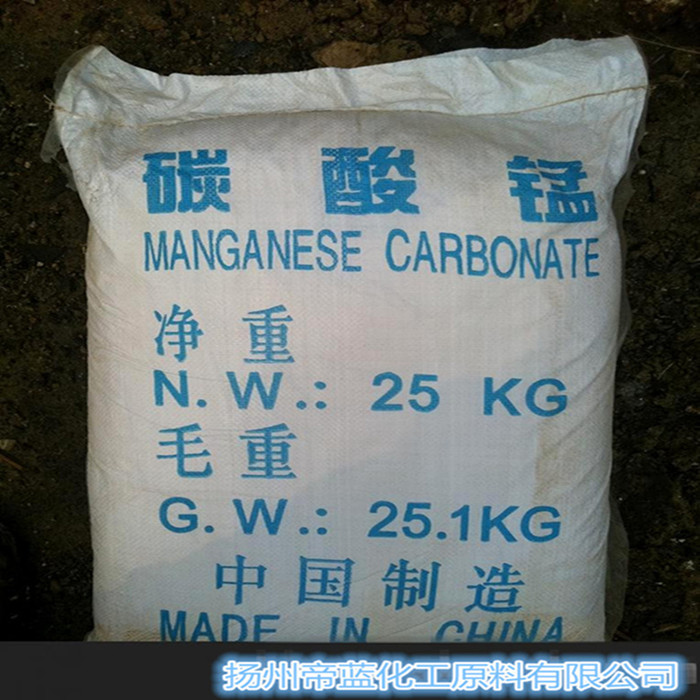 碳酸锰
MANGANESE CARBONATE
净重
N.W.: 25 KG
毛重
G.W.: 25.1KG
中国制造
MADE IN CHINA
扬州帝蓝化工原料有限公司